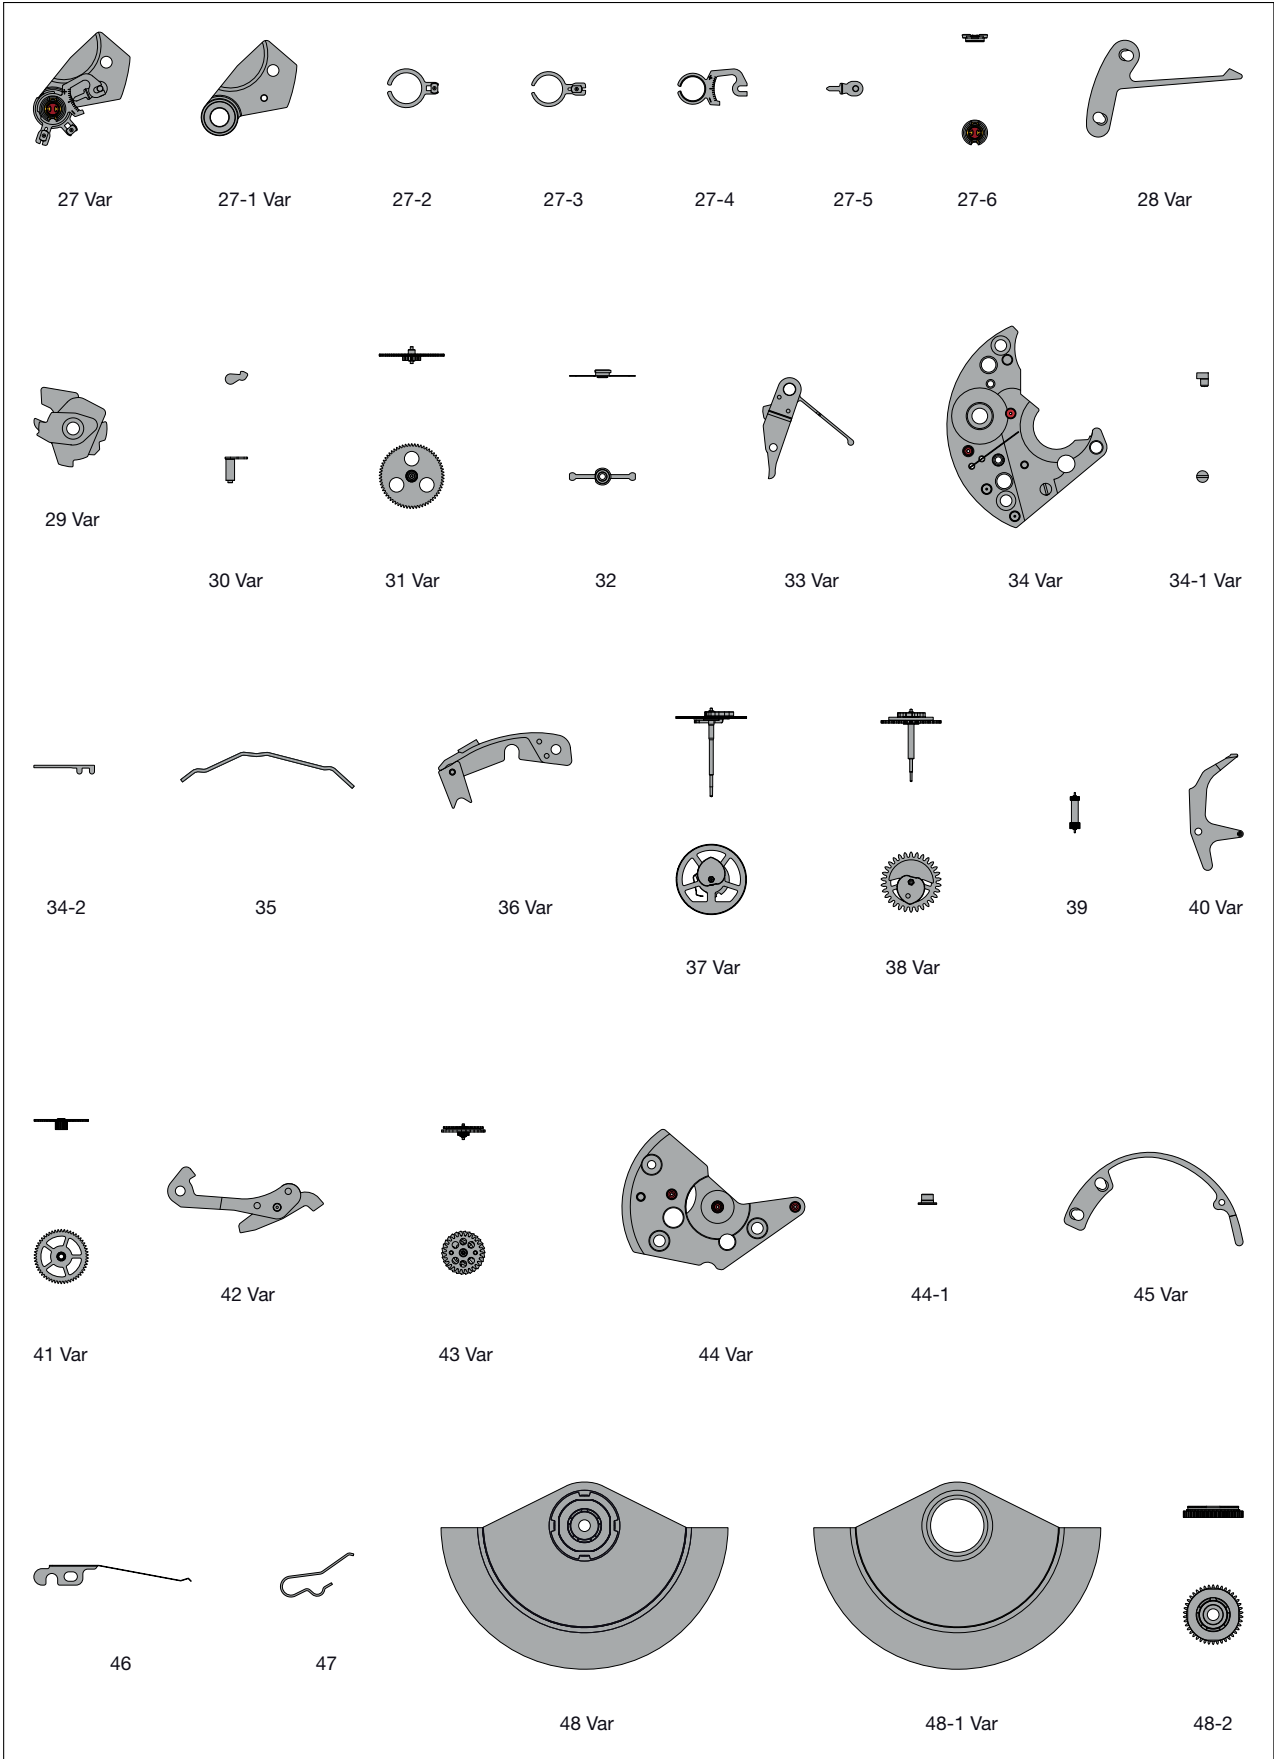 27 Var
27-1 Var
27-2
27-3
27-4
27-5
27-6
28 Var
29 Var
30 Var
31 Var
32
33 Var
34 Var
34-1 Var
34-2
35
36 Var
37 Var
38 Var
39
40 Var
41 Var
42 Var
43 Var
44 Var
44-1
45 Var
46
47
48 Var
48-1 Var
48-2